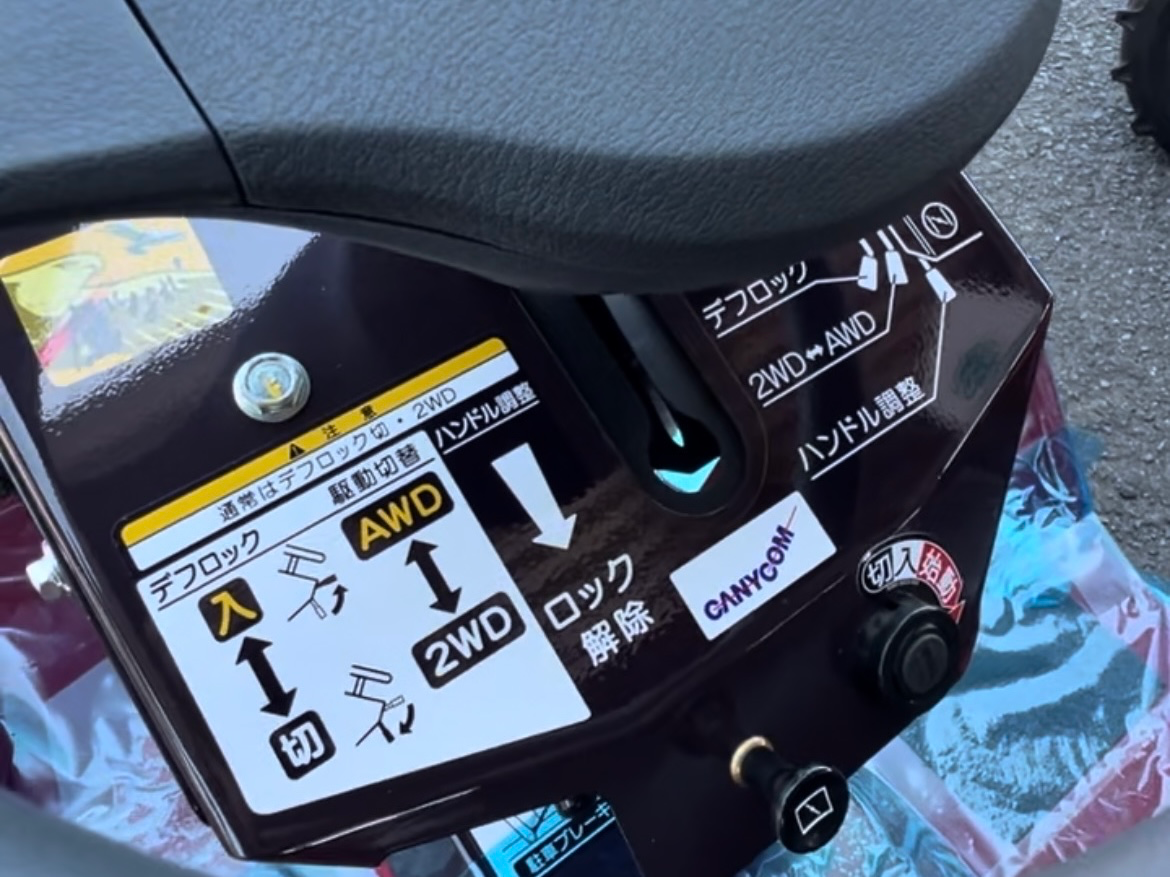 デフロック
2WD⇔AWD
ハンドル調整
N
⚠ 注意
通常はデフロック切・2WD
デフロック
駆動切替
入
切
AWD
2WD
ハンドル調整
ロック
解除
CANYCOM
切 入 始動
駐車ブレーキ